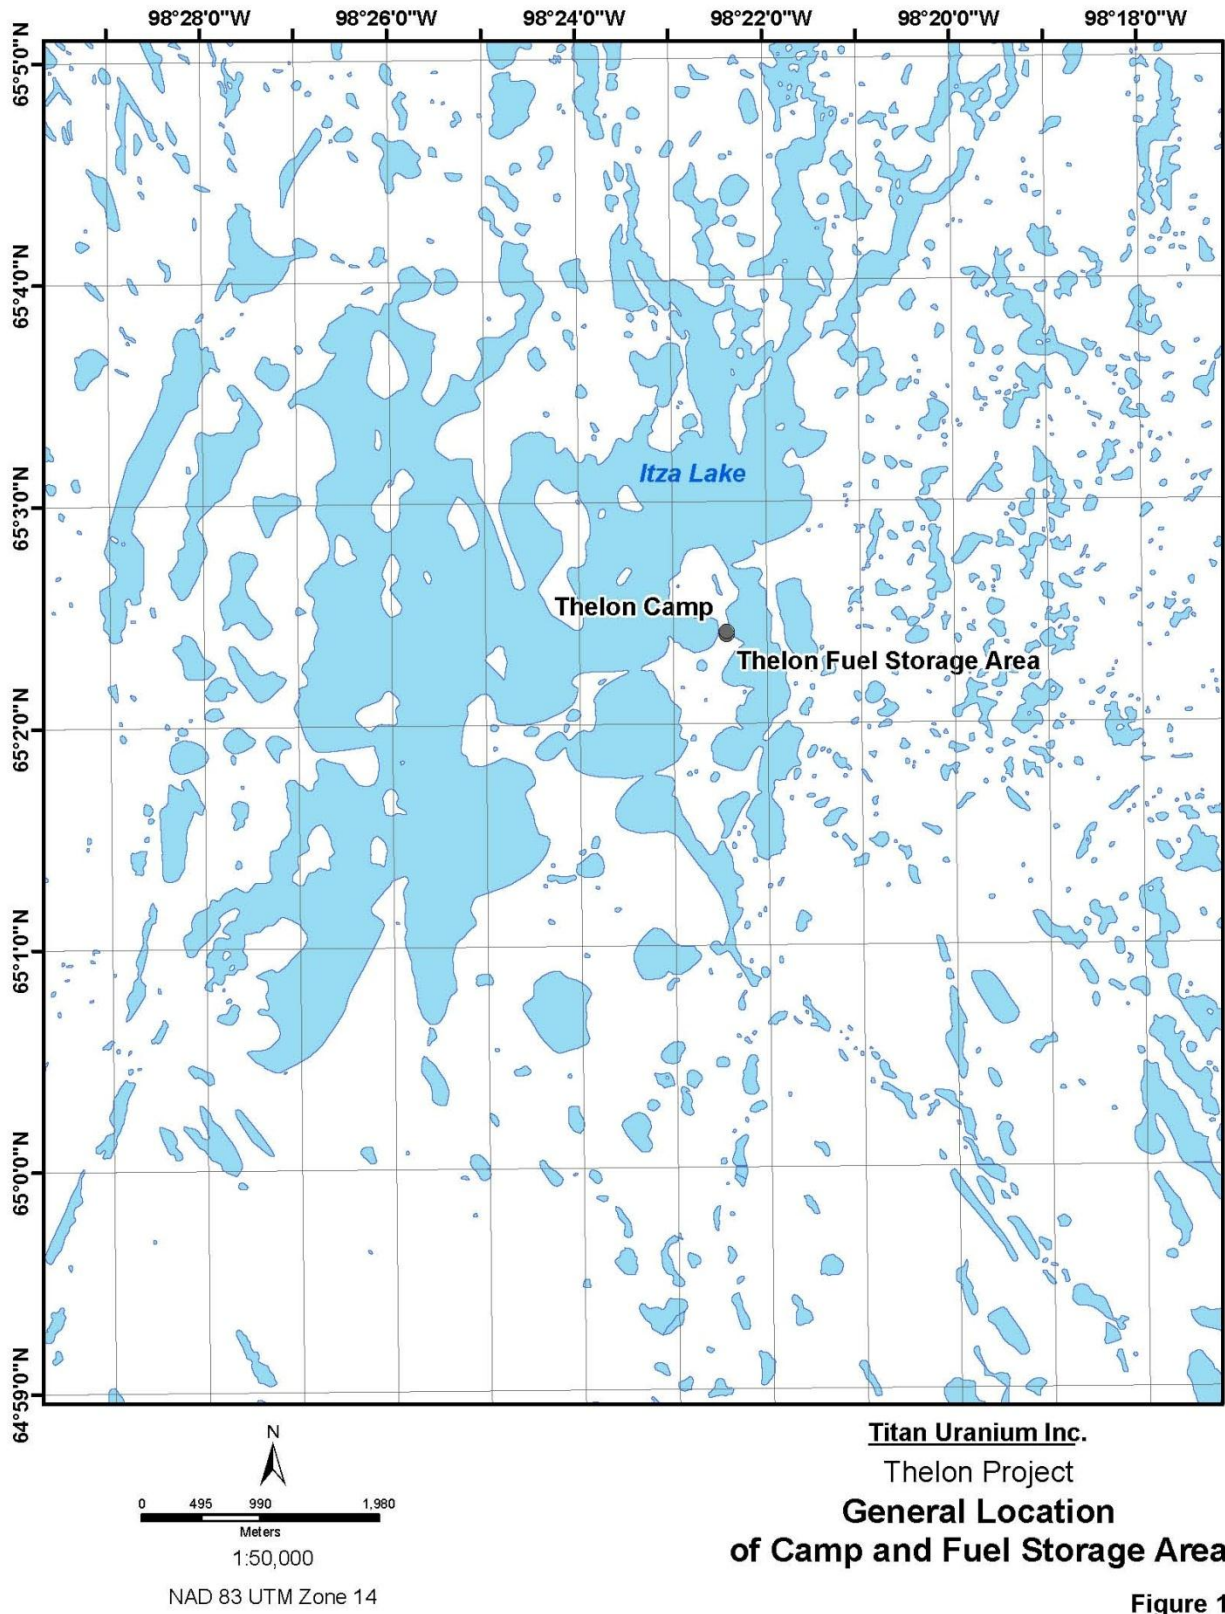 98°28'0"W 98°26'0"W 98°24'0"W 98°22'0"W 98°20'0"W 98°18'0"W
65°5'0"N
65°4'0"N
65°3'0"N
65°2'0"N
65°1'0"N
65°0'0"N
64°59'0"N
Itza Lake
Thelon Camp
Thelon Fuel Storage Area
N
0 495 990 1,980
Meters
1:50,000
NAD 83 UTM Zone 14
Titan Uranium Inc.
Thelon Project
General Location
of Camp and Fuel Storage Area
Figure 1